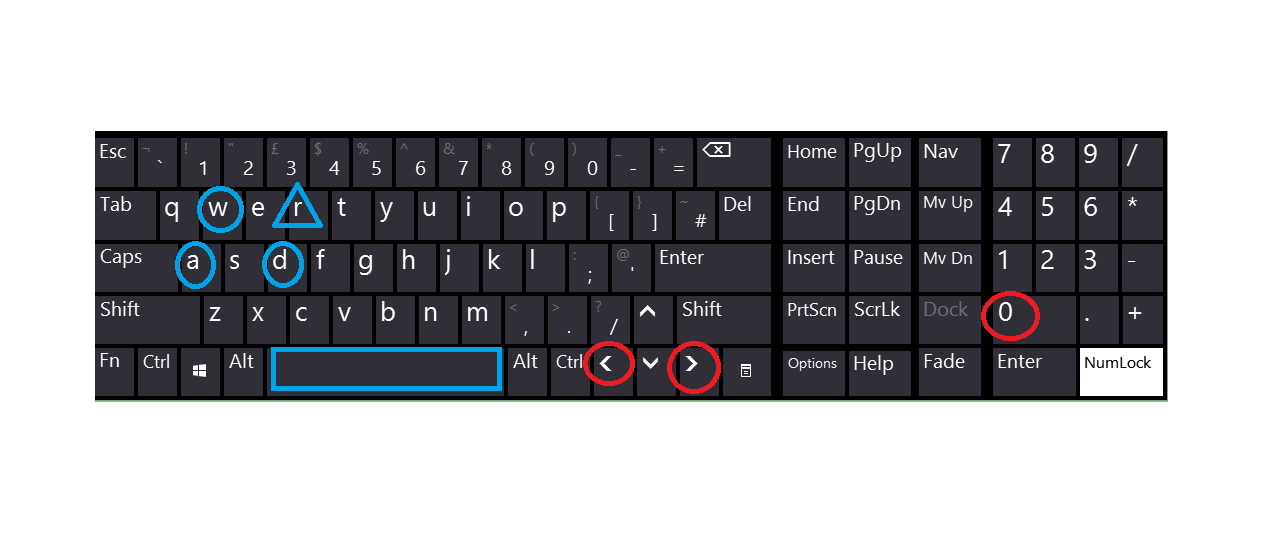 Esc ¬ ` ! 1 " 2 £ 3 $ 4 % 5 ^ 6 & 7 * 8 ( 9 ) 0 _ - + = Home PgUp Nav 7 8 9 /
Tab q w e r t y u i o p { [ } ] ~ # Del End PgDn Mv Up 4 5 6 *
Caps a s d f g h j k l : ; @ ' Enter Insert Pause Mv Dn 1 2 3 -
Shift z x c v b n m < , > . ? / Shift PrtScn ScrLk Dock 0 . +
Fn Ctrl Alt Alt Ctrl Options Help Fade Enter NumLock